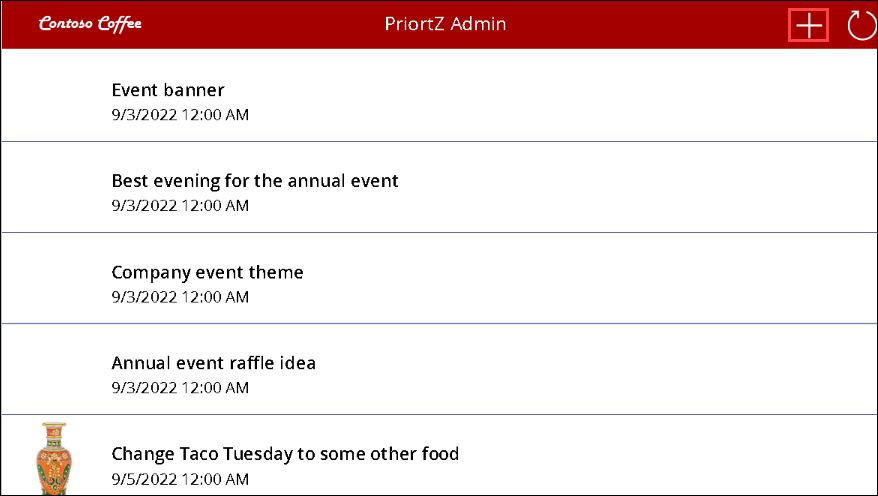 Contoso Coffee
PriortZ Admin
Event banner
9/3/2022 12:00 AM
Best evening for the annual event
9/3/2022 12:00 AM
Company event theme
9/3/2022 12:00 AM
Annual event raffle idea
9/3/2022 12:00 AM
Change Taco Tuesday to some other food
9/5/2022 12:00 AM